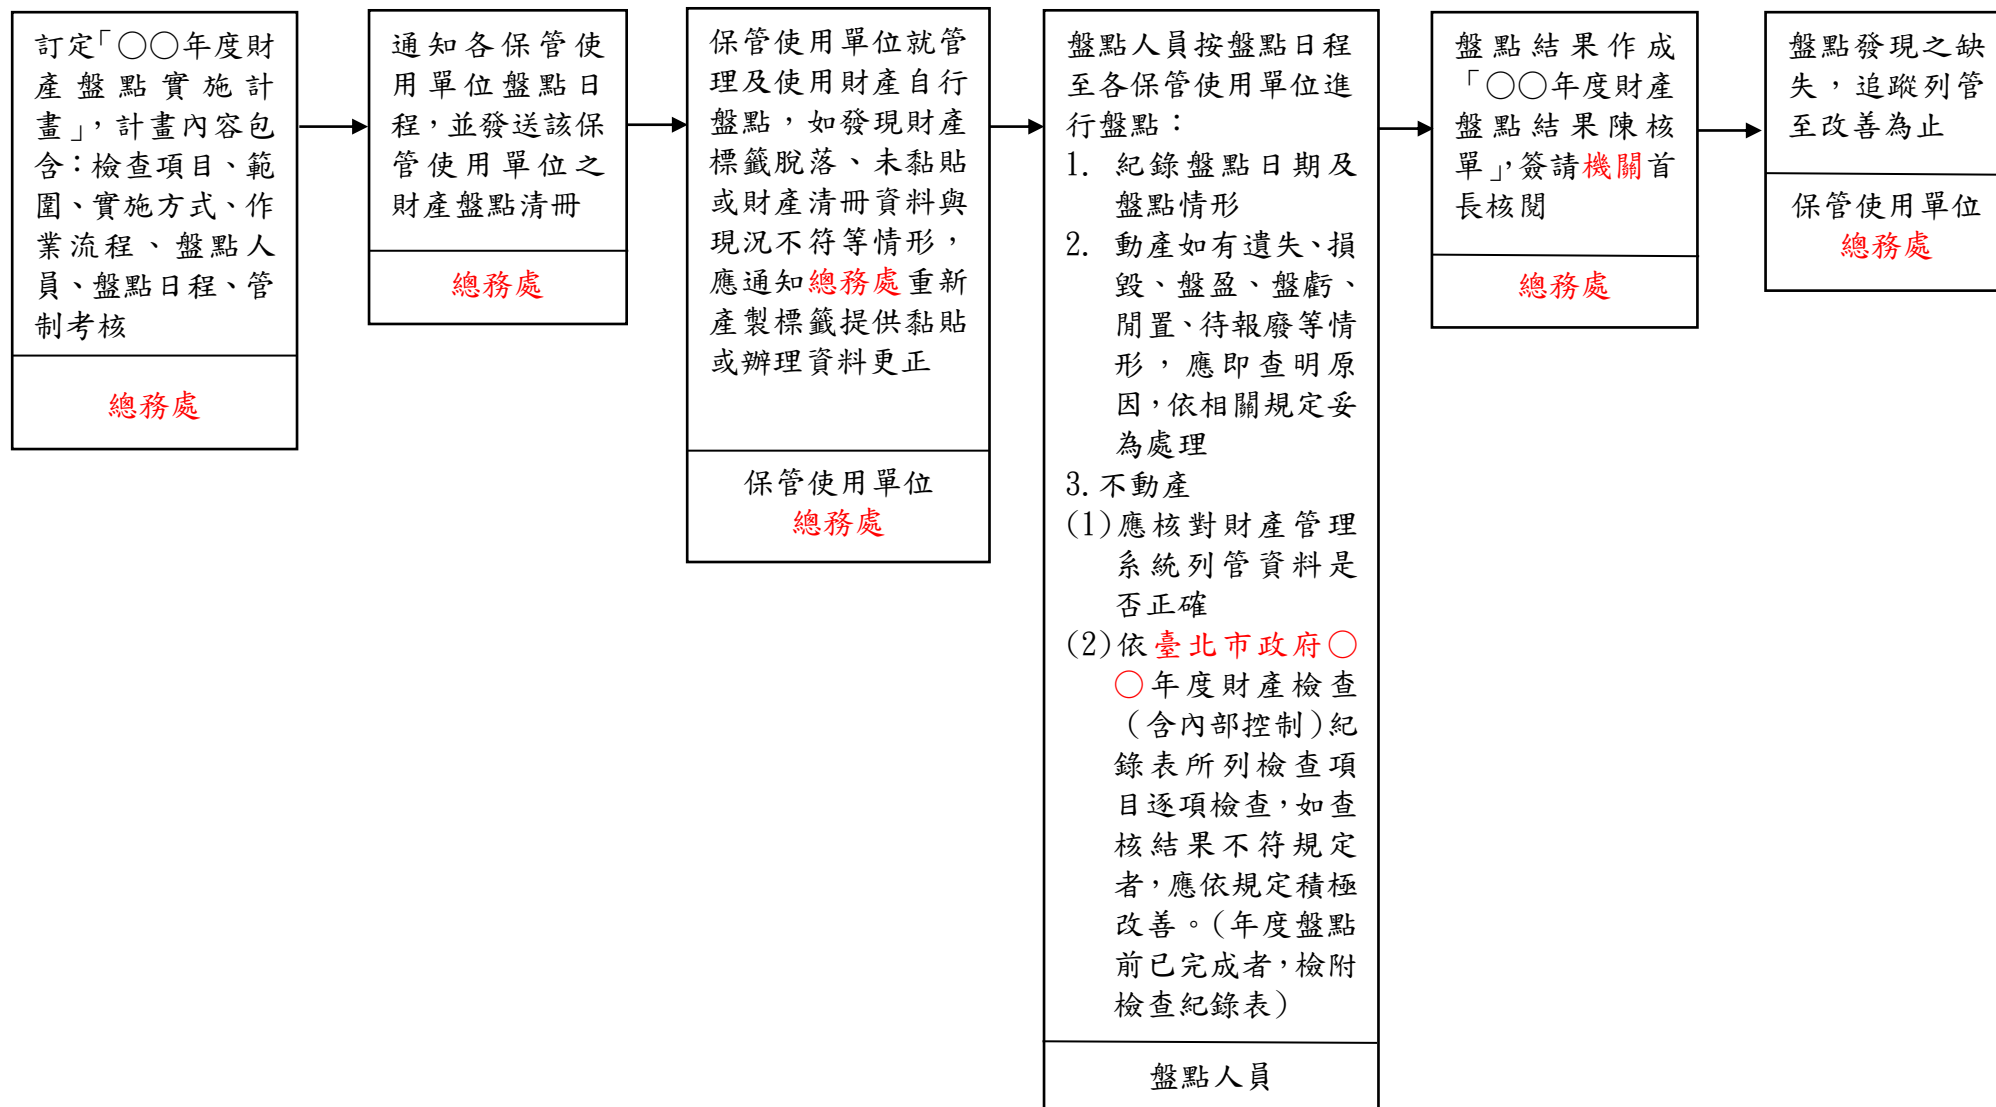 訂定「○○年度財
產盤點實施計
畫」，計畫內容包
含：檢查項目、範
圍、實施方式、作
業流程、盤點人
員、盤點日程、管
制考核
總務處
通知各保管使
用單位盤點日
程，並發送該保
管使用單位之
財產盤點清冊
總務處
保管使用單位就管
理及使用財產自行
盤點，如發現財產
標籤脫落、未黏貼
或財產清冊資料與
現況不符等情形，
應通知總務處重新
產製標籤提供黏貼
或辦理資料更正
保管使用單位
總務處
盤點人員按盤點日程
至各保管使用單位進
行盤點：
1. 紀錄盤點日期及
盤點情形
2. 動產如有遺失、損
毀、盤盈、盤虧、
閒置、待報廢等情
形，應即查明原
因，依相關規定妥
為處理
3.不動產
(1)應核對財產管理
系統列管資料是
否正確
(2)依臺北市政府○
○年度財產檢查
（含內部控制）紀
錄表所列檢查項
目逐項檢查，如查
核結果不符規定
者，應依規定積極
改善。（年度盤點
前已完成者，檢附
檢查紀錄表）
盤點人員
盤點結果作成
「○○年度財產
盤點結果陳核
單」，簽請機關首
長核閱
總務處
盤點發現之缺
失，追蹤列管
至改善為止
保管使用單位
總務處